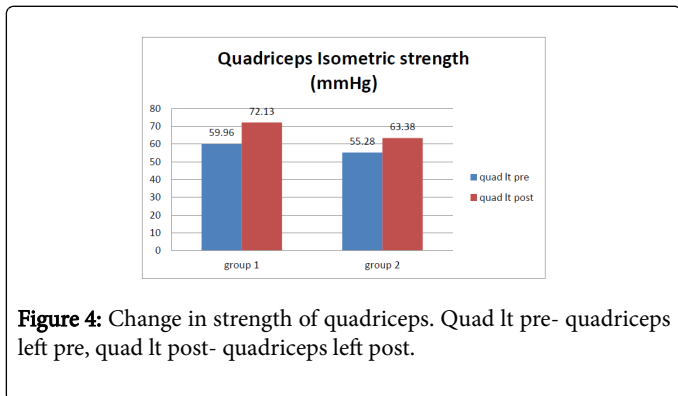 Quadriceps Isometric strength
(mmHg)
80
70
60
50
40
30
20
10
0
59.96
72.13
55.28
63.38
group 1
group 2
quad lt pre
quad lt post
Figure 4: Change in strength of quadriceps. Quad lt pre- quadriceps
left pre, quad lt post- quadriceps left post.